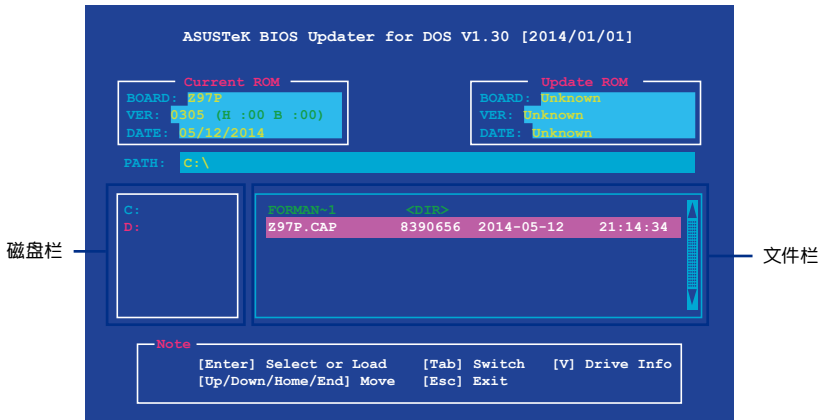 ASUSTeK BIOS Updater for DOS V1.30 [2014/01/01]
Current ROM
BOARD: Z97P
VER: 0305 (H :00 B :00)
DATE: 05/12/2014
Update ROM
BOARD: Unknown
VER: Unknown
DATE: Unknown
PATH: C:\
C:
D:
FORMAN~1 <DIR>
Z97P.CAP 8390656 2014-05-12 21:14:34
磁盘栏
文件栏
Note
[Enter] Select or Load [Tab] Switch [V] Drive Info
[Up/Down/Home/End] Move [Esc] Exit